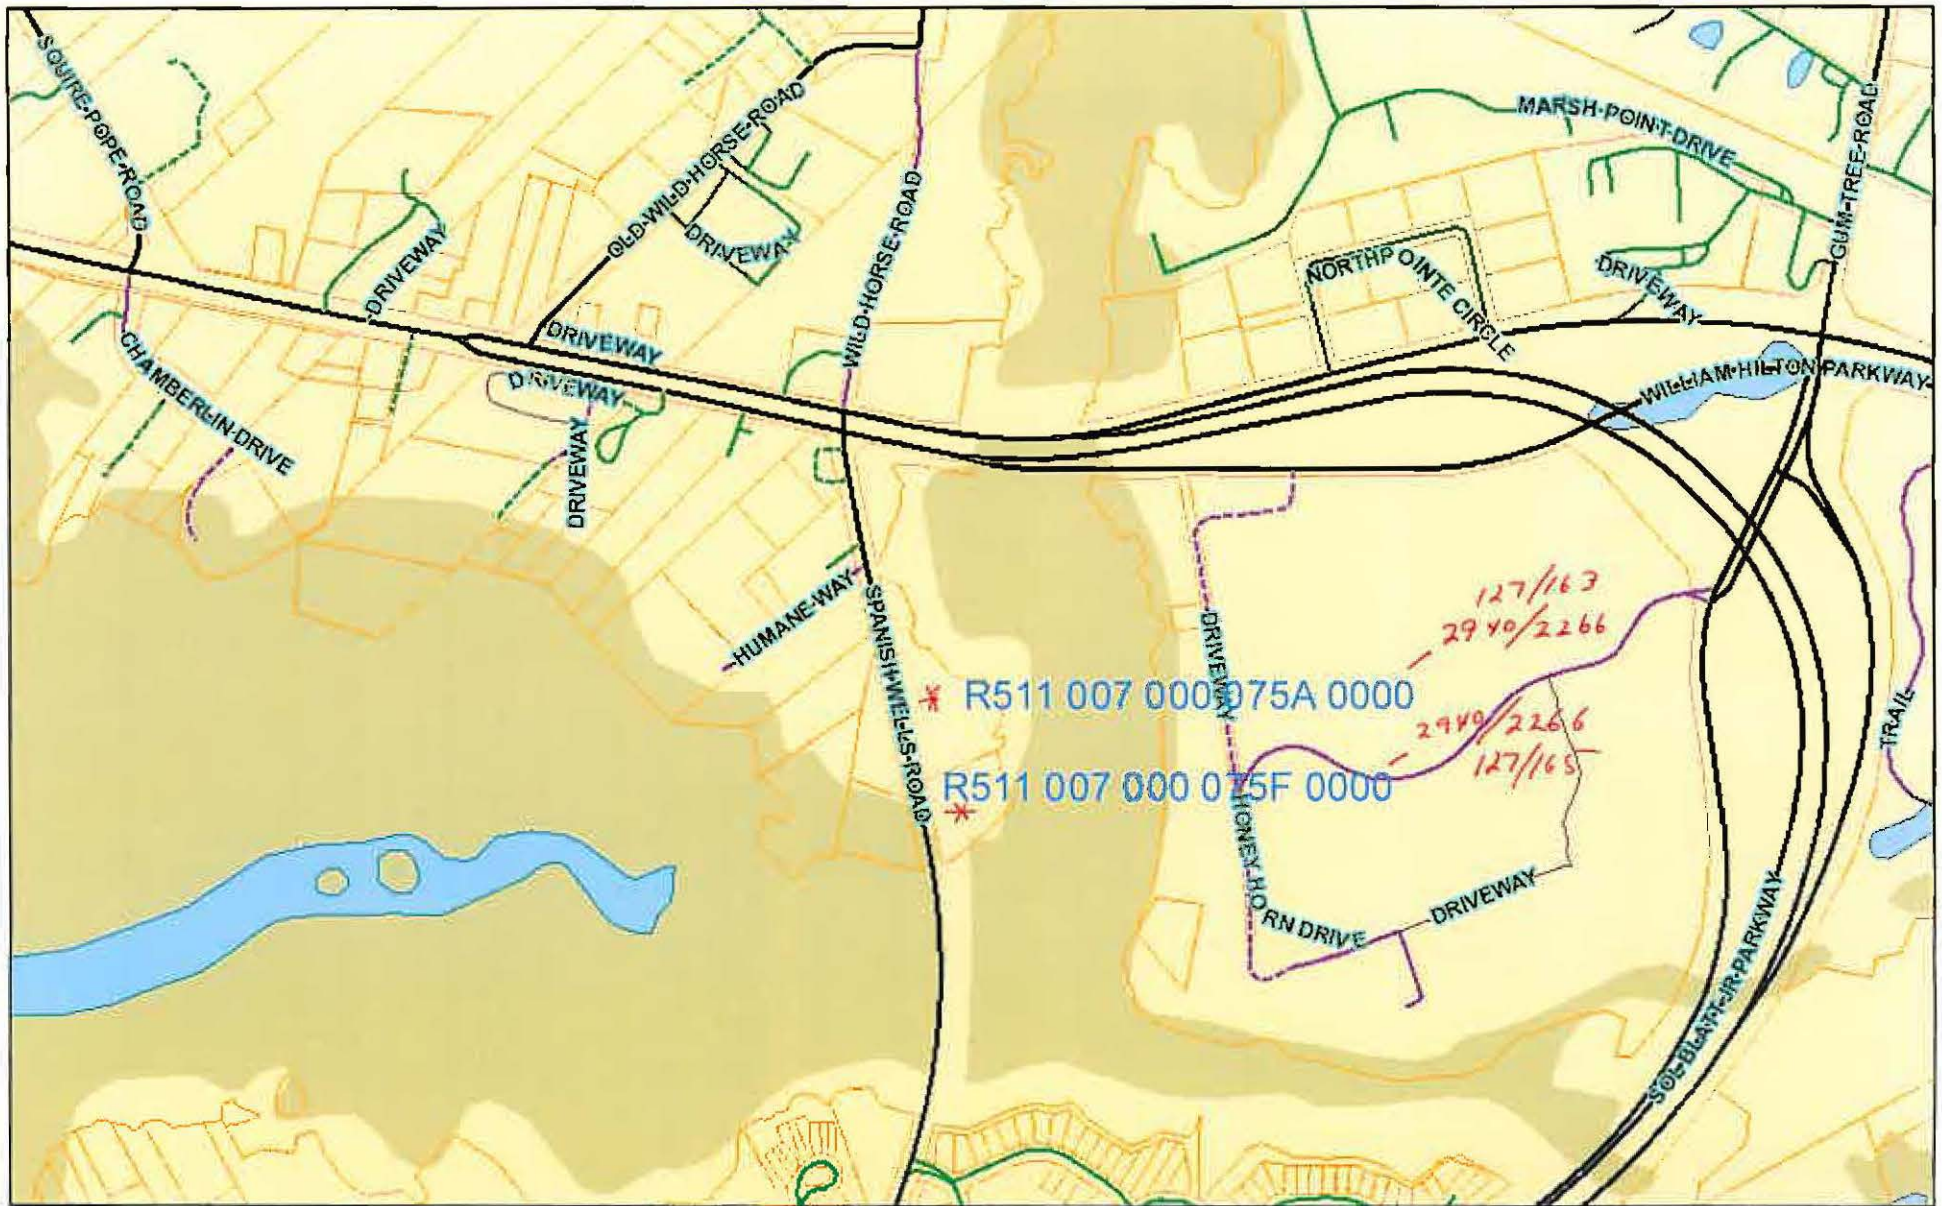 SQUIRE POPE ROAD
MARSH POINT DRIVE
OLD WILD HORSE ROAD
GUM TREE ROAD
WILD HORSE ROAD
DRIVEWAY
DRIVEWAY
NORTHPOINTE CIRCLE
DRIVEWAY
DRIVEWAY
DRIVEWAY
CHAMBERLIN DRIVE
DRIVEWAY
WILLIAM HILTON PARKWAY
HUMANE WAY
SPANISH WELLS ROAD
DRIVEWAY
127/163
2940/2266
* R511 007 000 075A 0000
2940/2266
127/165
R511 007 000 075F 0000
*
TRAIL
HONEY HORN DRIVE
DRIVEWAY
SOL BLATT JR PARKWAY